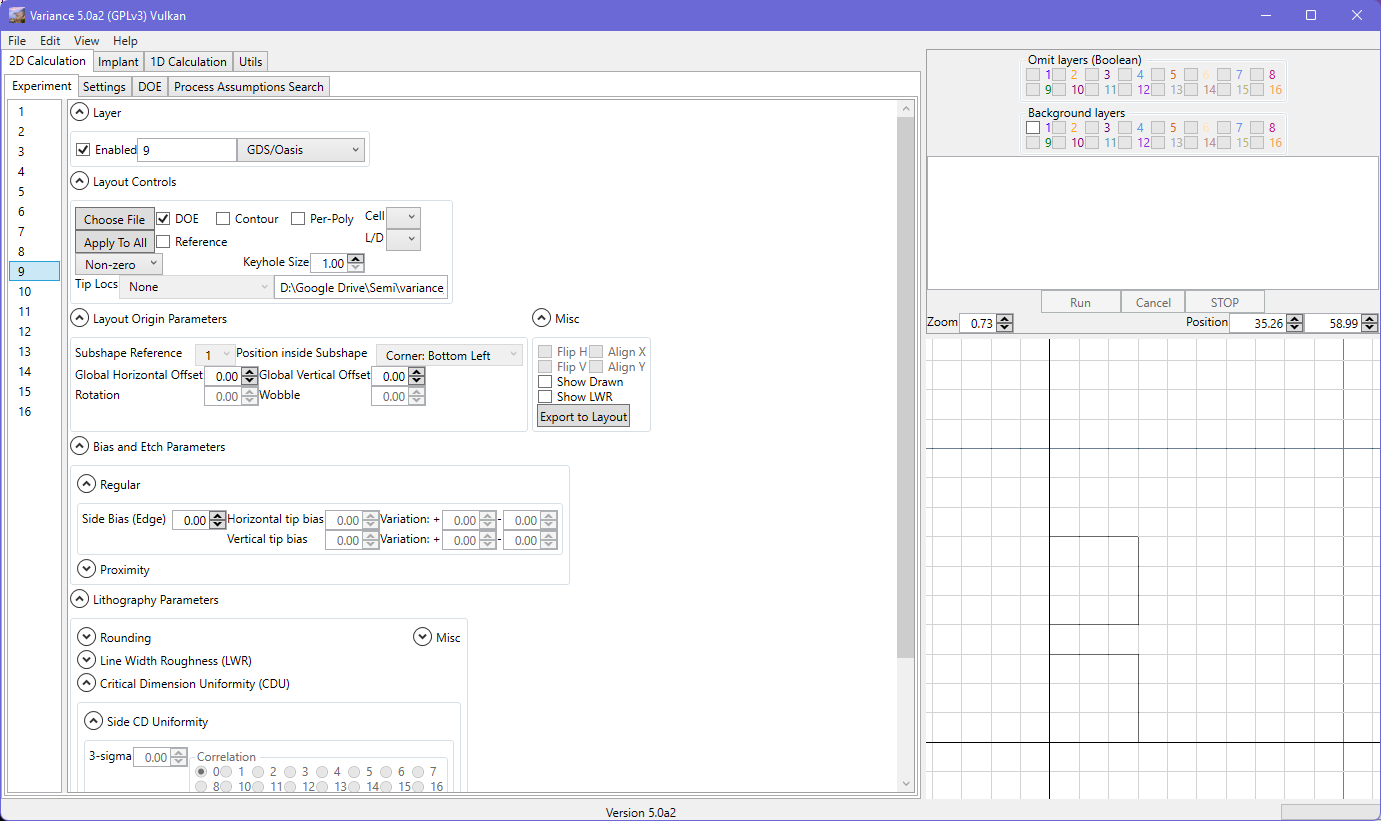 Variance 5.0a2 (GPLv3) Vulkan
File Edit View Help
2D Calculation Implant 1D Calculation Utils
Experiment Settings DOE Process Assumptions Search
1
2
3
4
5
6
7
8
9
10
11
12
13
14
15
16
Layer
Enabled 9 GDS/Oasis
Layout Controls
Choose File DOE Contour Per-Poly Cell
Apply To All Reference L/D
Non-zero Keyhole Size 1.00
Tip Locs None D:\Google Drive\Semi\variance
Layout Origin Parameters
Subshape Reference 1 Position inside Subshape Corner: Bottom Left
Global Horizontal Offset 0.00 Global Vertical Offset 0.00
Rotation 0.00 Wobble 0.00
Misc
Flip H Align X
Flip V Align Y
Show Drawn
Show LWR
Export to Layout
Bias and Etch Parameters
Regular
Side Bias (Edge) 0.00 Horizontal tip bias 0.00 Variation: + 0.00 - 0.00
Vertical tip bias 0.00 Variation: + 0.00 - 0.00
Proximity
Lithography Parameters
Rounding Misc
Line Width Roughness (LWR)
Critical Dimension Uniformity (CDU)
Side CD Uniformity
3-sigma 0.00 Correlation
0 1 2 3 4 5 6 7
8 9 10 11 12 13 14 15 16
Omit layers (Boolean)
1 2 3 4 5 6 7 8
9 10 11 12 13 14 15 16
Background layers
1 2 3 4 5 6 7 8
9 10 11 12 13 14 15 16
Run Cancel STOP
Zoom 0.73 Position 35.26 58.99
Version 5.0a2